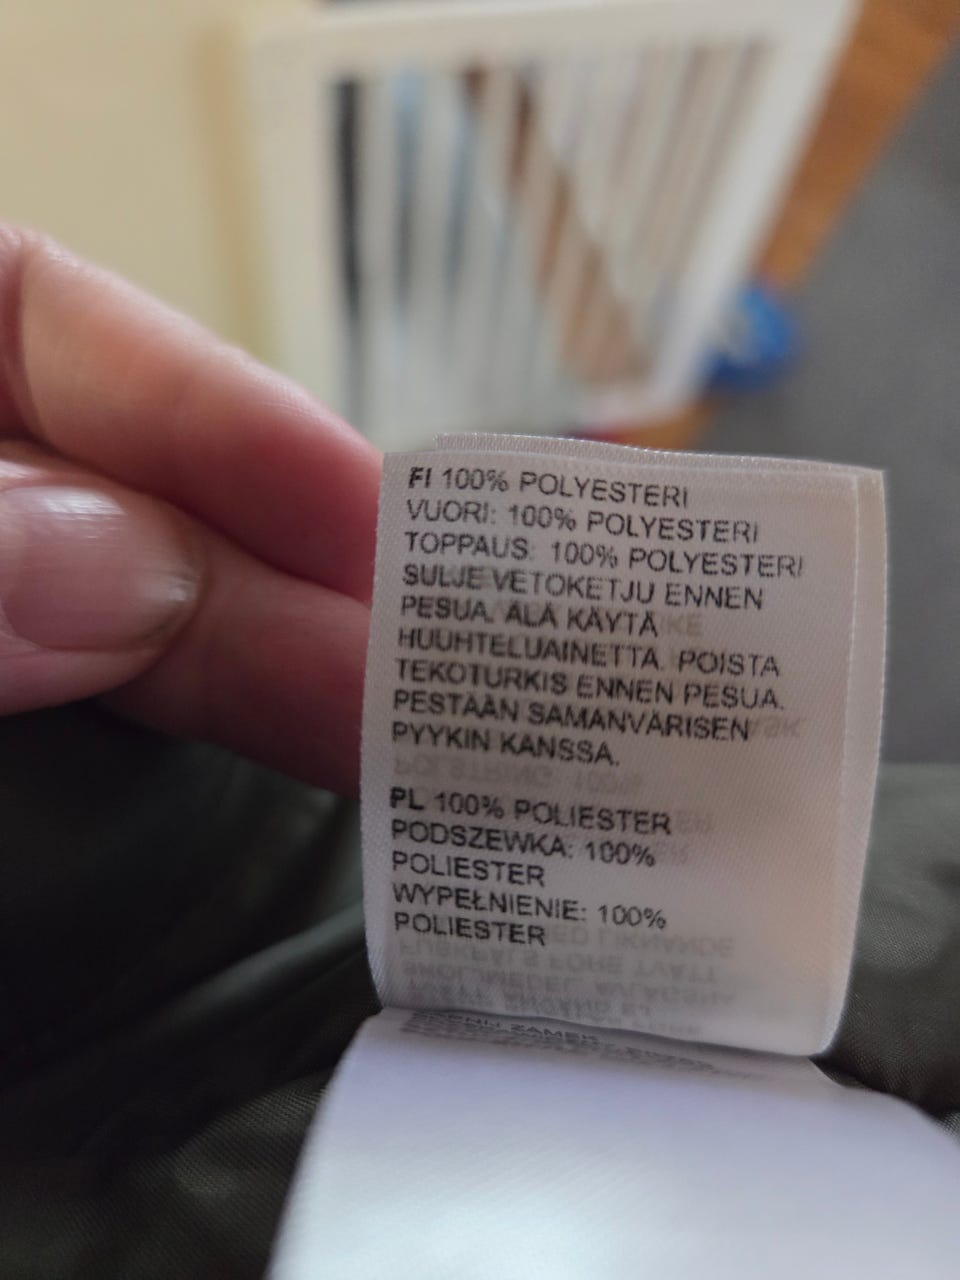 FI 100% POLYESTERI
VUORI: 100% POLYESTERI
TOPPAUS: 100% POLYESTERI
SULJE VETOKETJU ENNEN
PESUA. ÄLÄ KÄYTÄ
HUUHTELUAINETTA. POISTA
TEKOTURKIS ENNEN PESUA.
PESTÄÄN SAMANVÄRISEN
PYYKIN KANSSA.
PL 100% POLIESTER
PODSZEWKA: 100%
POLIESTER
WYPEŁNIENIE: 100%
POLIESTER